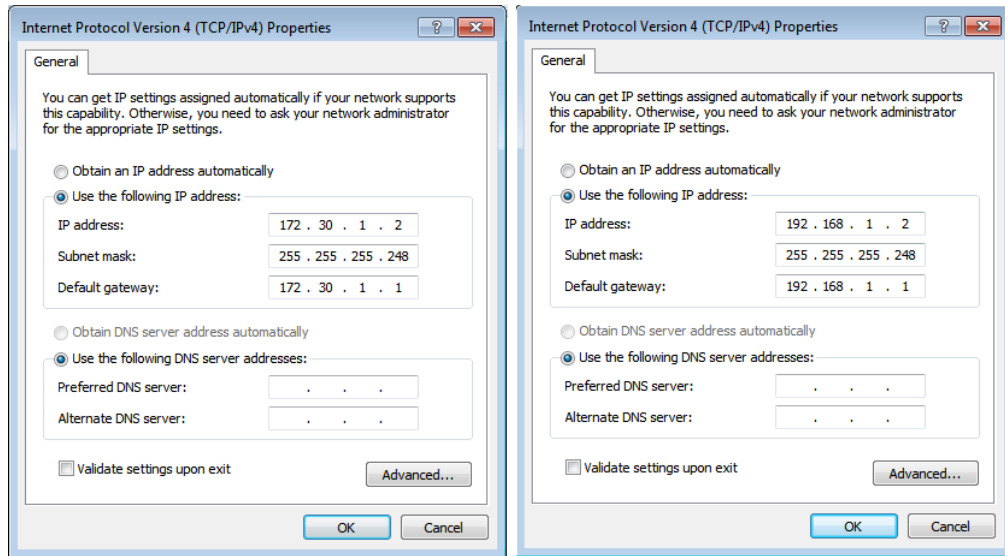 Internet Protocol Version 4 (TCP/IPv4) Properties
?
General
You can get IP settings assigned automatically if your network supports
this capability. Otherwise, you need to ask your network administrator
for the appropriate IP settings.
Obtain an IP address automatically
Use the following IP address:
IP address: 172 . 30 . 1 . 2
Subnet mask: 255 . 255 . 255 . 248
Default gateway: 172 . 30 . 1 . 1
Obtain DNS server address automatically
Use the following DNS server addresses:
Preferred DNS server: . . .
Alternate DNS server: . . .
Validate settings upon exit
Advanced...
OK Cancel
Internet Protocol Version 4 (TCP/IPv4) Properties
?
General
You can get IP settings assigned automatically if your network supports
this capability. Otherwise, you need to ask your network administrator
for the appropriate IP settings.
Obtain an IP address automatically
Use the following IP address:
IP address: 192 . 168 . 1 . 2
Subnet mask: 255 . 255 . 255 . 248
Default gateway: 192 . 168 . 1 . 1
Obtain DNS server address automatically
Use the following DNS server addresses:
Preferred DNS server: . . .
Alternate DNS server: . . .
Validate settings upon exit
Advanced...
OK Cancel